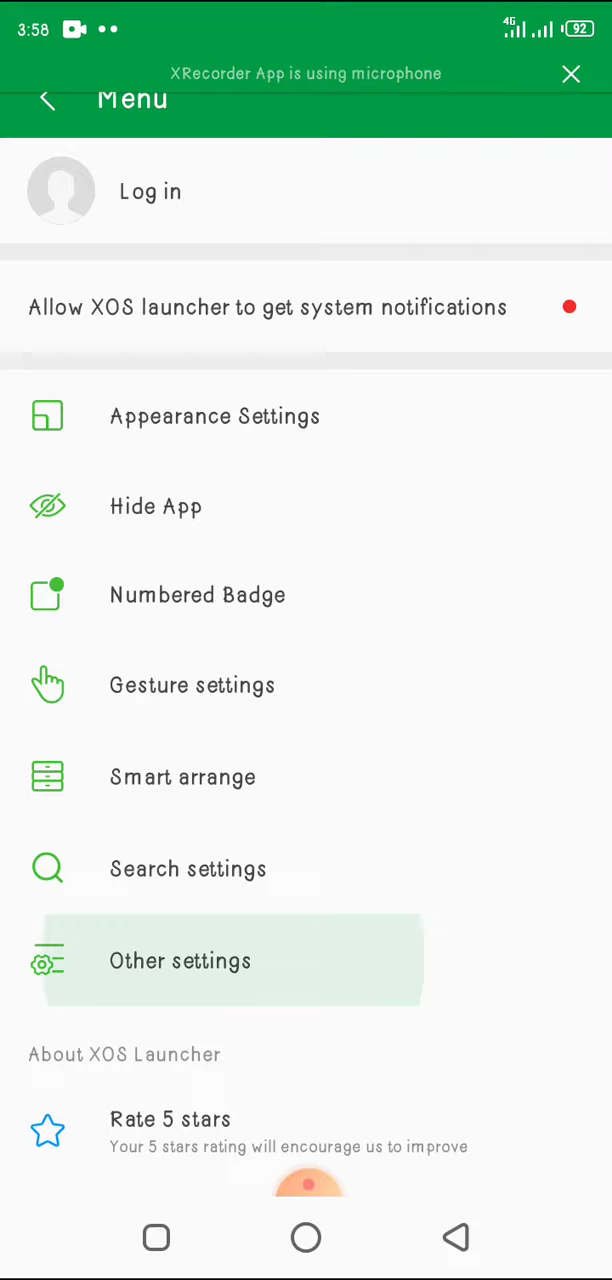 3:58
4G
92
XRecorder App is using microphone
Menu
Log in
Allow XOS launcher to get system notifications
Appearance Settings
Hide App
Numbered Badge
Gesture settings
Smart arrange
Search settings
Other settings
About XOS Launcher
Rate 5 stars
Your 5 stars rating will encourage us to improve